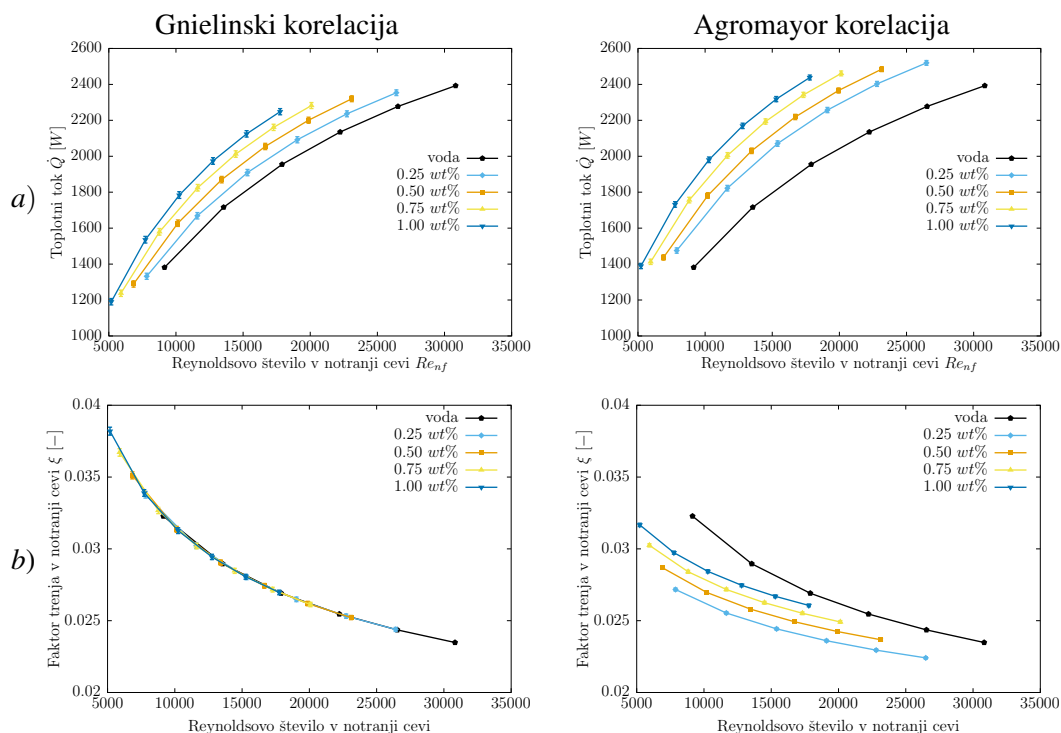 Gnielinski korelacija
Agromayor korelacija
a)
Toplotni tok Q̇ [W]
2600
2400
2200
2000
1800
1600
1400
1200
1000
voda
0.25 wt%
0.50 wt%
0.75 wt%
1.00 wt%
5000 10000 15000 20000 25000 30000 35000
Reynoldsovo število v notranji cevi Re_nf
Toplotni tok Q̇ [W]
2600
2400
2200
2000
1800
1600
1400
1200
1000
voda
0.25 wt%
0.50 wt%
0.75 wt%
1.00 wt%
5000 10000 15000 20000 25000 30000 35000
Reynoldsovo število v notranji cevi Re_nf
b)
Faktor trenja v notranji cevi ξ [−]
0.04
0.035
0.03
0.025
0.02
voda
0.25 wt%
0.50 wt%
0.75 wt%
1.00 wt%
5000 10000 15000 20000 25000 30000 35000
Reynoldsovo število v notranji cevi
Faktor trenja v notranji cevi ξ [−]
0.04
0.035
0.03
0.025
0.02
voda
0.25 wt%
0.50 wt%
0.75 wt%
1.00 wt%
5000 10000 15000 20000 25000 30000 35000
Reynoldsovo število v notranji cevi